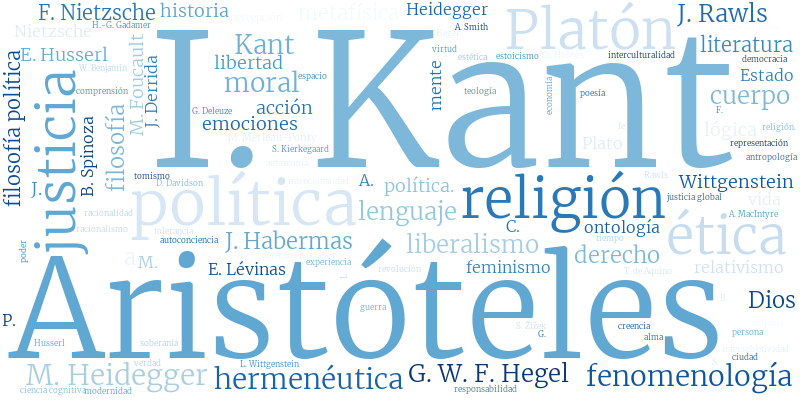 F. Nietzsche
historia
metafísica
Heidegger
J. Rawls
Nietzsche
H.-G. Gadamer
A. Smith
Platón
Kant
I. Kant
E. Husserl
W. Benjamin
M. Foucault
J. Derrida
libertad
virtud
estética
estoicismo
interculturalidad
literatura
democracia
filosofía política
justicia
comprensión
moral
espacio
mente
teología
economía
poesía
Estado
cuerpo
F.
filosofía
B. Spinoza
G. Deleuze
acción
emociones
M. Merleau-Ponty
S. Kierkegaard
Plato
lo
lógica
religión.
representación
antropología
tomismo
D. Davidson
A.
política.
religión
Wittgenstein
Rawls
justicia global
vida
J.
política
racionalidad
racionalismo
tolerancia
lenguaje
C.
ontología
A. MacIntyre
ética
autoconciencia
J. Habermas
liberalismo
tiempo
derecho
poder
a
M.
E. Lévinas
experiencia
revolución
feminismo
T. de Aquino
relativismo
Aristóteles
guerra
Dios
P.
Husserl
soberanía
S. Žižek
G.
creencia
alma
persona
ciudad
verdad
M. Heidegger
L. Wittgenstein
hermenéutica
G. W. F. Hegel
fenomenología
ciencia cognitiva
modernidad
responsabilidad